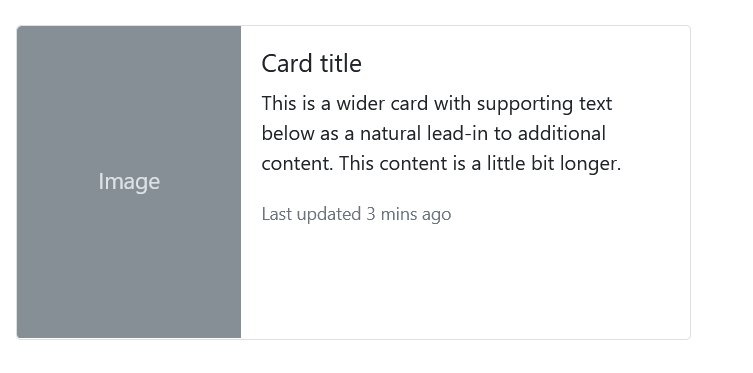 Image
Card title
This is a wider card with supporting text
below as a natural lead-in to additional
content. This content is a little bit longer.
Last updated 3 mins ago